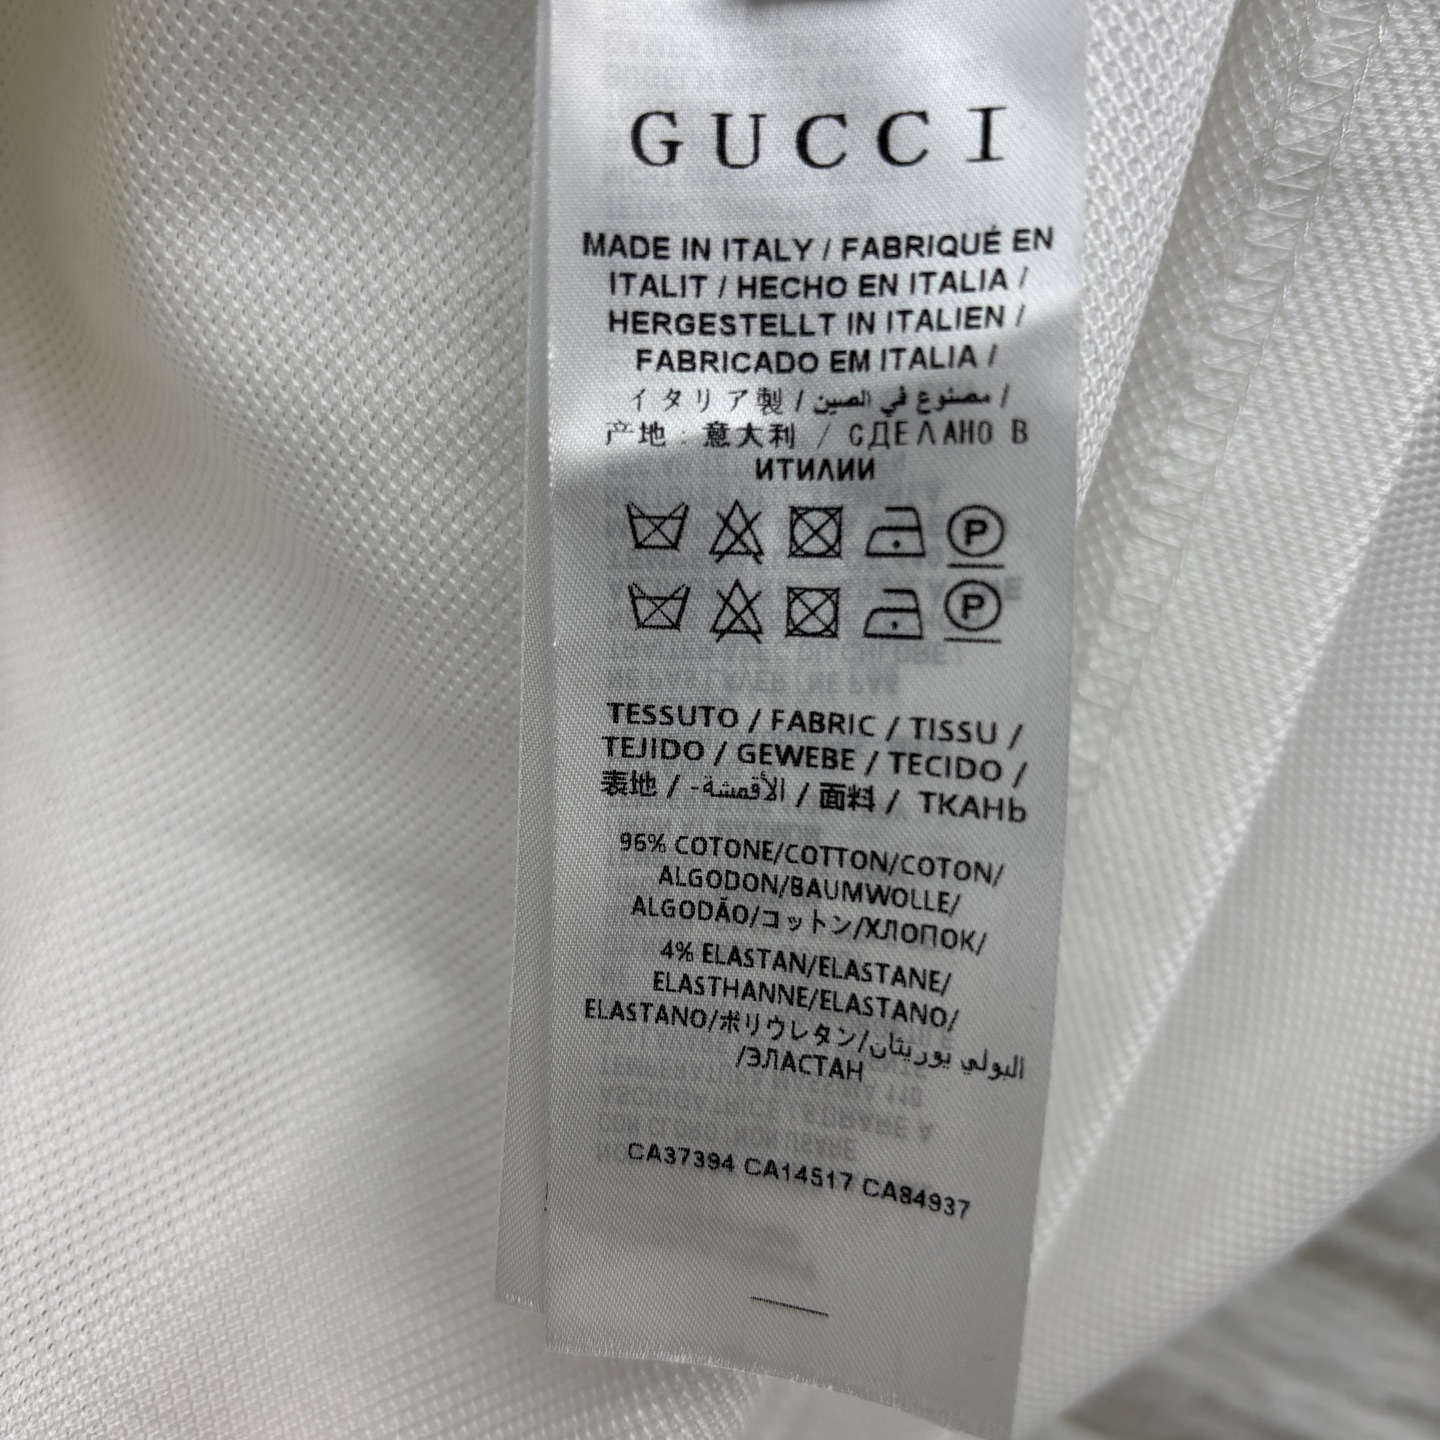 GUCCI
MADE IN ITALY / FABRIQUÉ EN
ITALIT / HECHO EN ITALIA /
HERGESTELLT IN ITALIEN /
FABRICADO EM ITALIA /
イタリア製 / مصنوع في الصين /
产地:意大利 / CДЕЛАНО В
ИТИЛИИ
P
P
TESSUTO / FABRIC / TISSU /
TEJIDO / GEWEBE / TECIDO /
表地 / الأقمشة- / 面料 / ТКАНЬ
96% COTONE/COTTON/COTON/
ALGODON/BAUMWOLLE/
ALGODÃO/コットン/ХЛОПОК/
4% ELASTAN/ELASTANE/
ELASTHANNE/ELASTANO/
ELASTANO/ポリウレタン/البولي يوريثان
/ЭЛАСТАН
CA37394 CA14517 CA84937